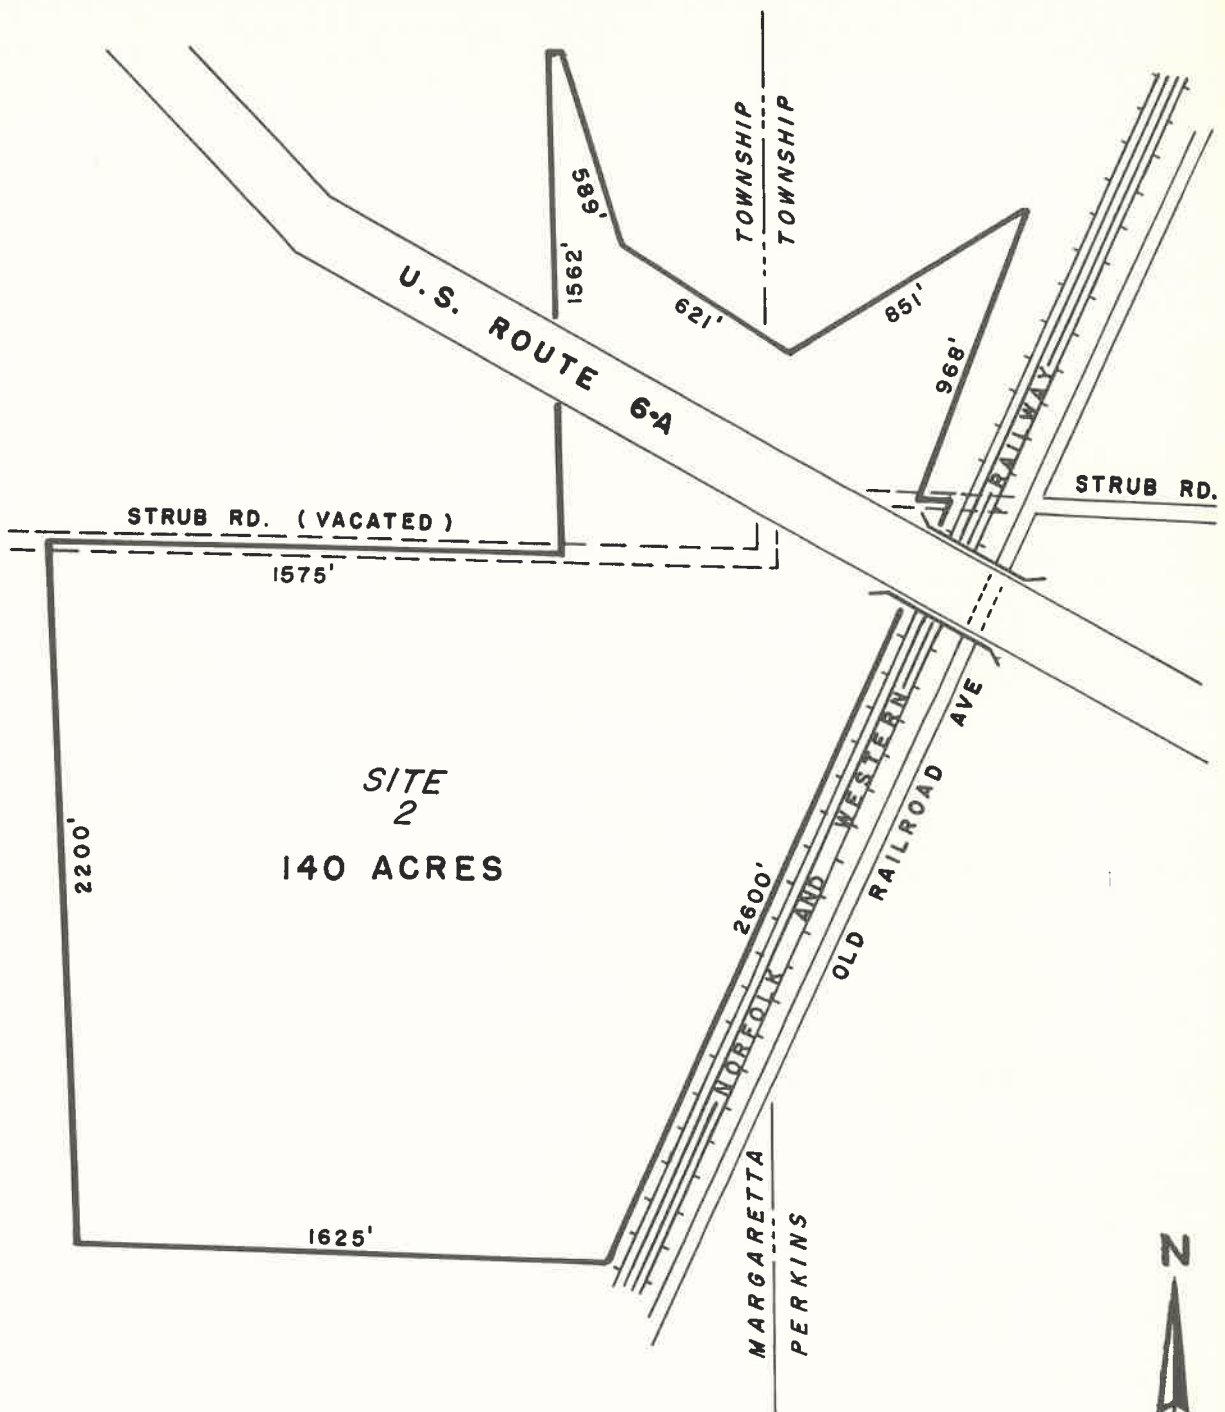 TOWNSHIP
TOWNSHIP
589'
1562'
621'
851'
968'
U.S. ROUTE 6-A
STRUB RD. (VACATED)
STRUB RD.
1575'
SITE
2
140 ACRES
2200'
2600'
1625'
NORFOLK AND WESTERN RAILWAY
OLD RAILROAD AVE
MARGARETTA
PERKINS
N